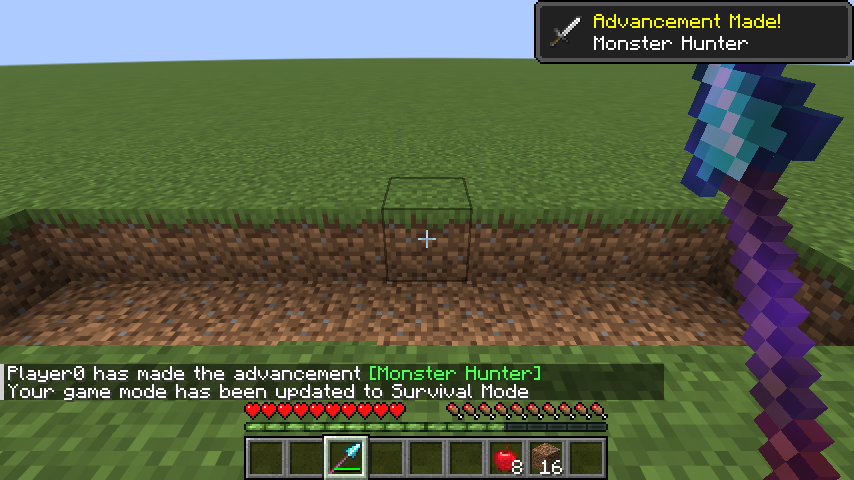 Advancement Made!
Monster Hunter
Player0 has made the advancement [Monster Hunter]
Your game mode has been updated to Survival Mode
8
16